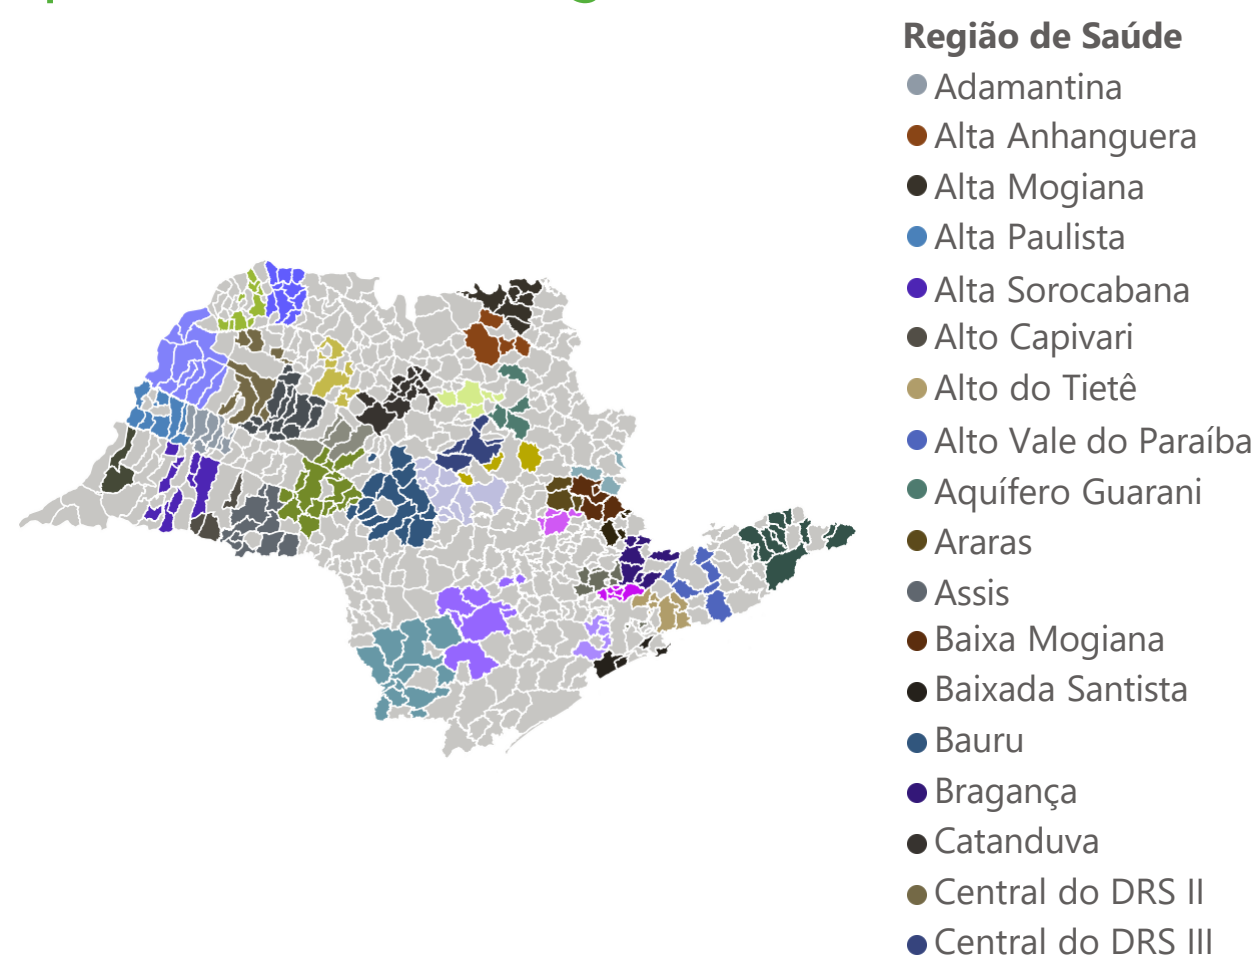 Região de Saúde
Adamantina
Alta Anhanguera
Alta Mogiana
Alta Paulista
Alta Sorocabana
Alto Capivari
Alto do Tietê
Alto Vale do Paraíba
Aquífero Guarani
Araras
Assis
Baixa Mogiana
Baixada Santista
Bauru
Bragança
Catanduva
Central do DRS II
Central do DRS III